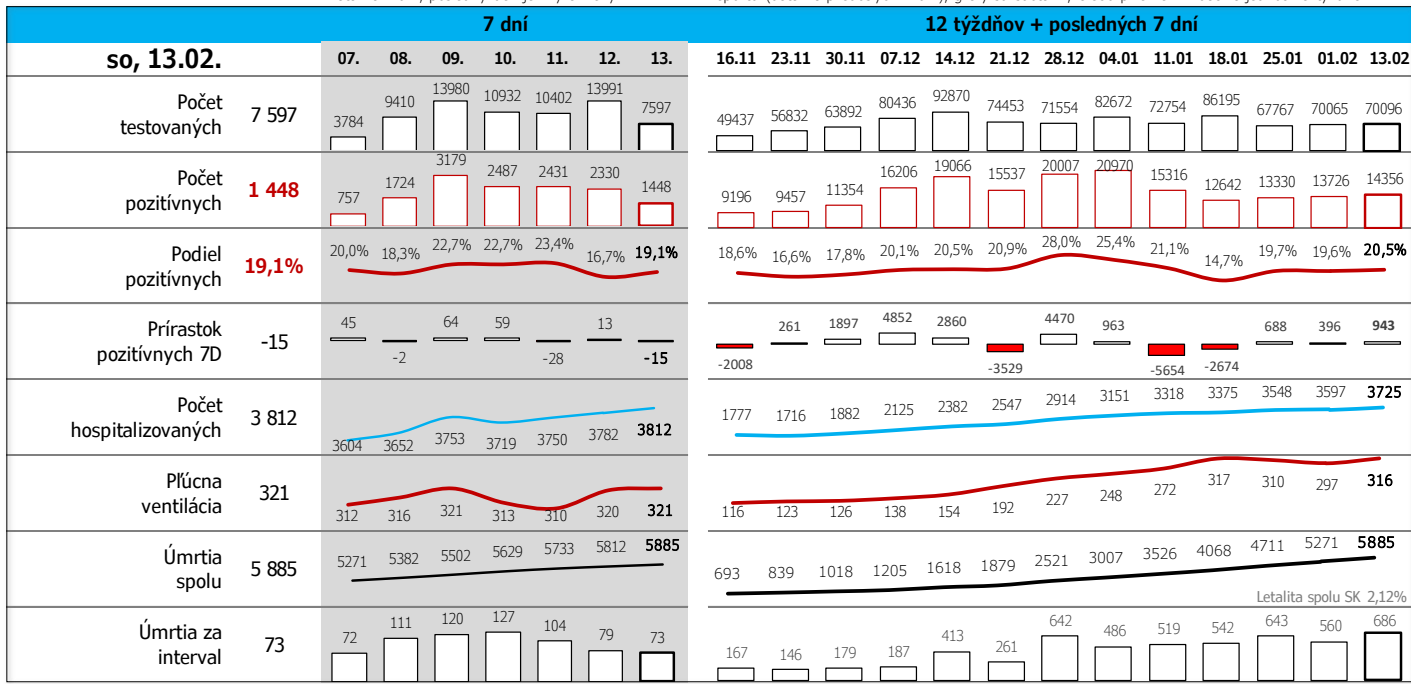 7 dní 12 týždňov + posledných 7 dní
so, 13.02. 07. 08. 09. 10. 11. 12. 13. 16.11 23.11 30.11 07.12 14.12 21.12 28.12 04.01 11.01 18.01 25.01 01.02 13.02
Počet testovaných 7 597 3784 9410 13980 10932 10402 13991 7597 49437 56832 63892 80436 92870 74453 71554 82672 72754 86195 67767 70065 70096
Počet pozitívnych 1 448 757 1724 3179 2487 2431 2330 1448 9196 9457 11354 16206 19066 15537 20007 20970 15316 12642 13330 13726 14356
Podiel pozitívnych 19,1% 20,0% 18,3% 22,7% 22,7% 23,4% 16,7% 19,1% 18,6% 16,6% 17,8% 20,1% 20,5% 20,9% 28,0% 25,4% 21,1% 14,7% 19,7% 19,6% 20,5%
Prírastok pozitívnych 7D -15 45 -2 64 59 -28 13 -15 -2008 261 1897 4852 2860 -3529 4470 963 -5654 -2674 688 396 943
Počet hospitalizovaných 3 812 3604 3652 3753 3719 3750 3782 3812 1777 1716 1882 2125 2382 2547 2914 3151 3318 3375 3548 3597 3725
Pľúcna ventilácia 321 312 316 321 313 310 320 321 116 123 126 138 154 192 227 248 272 317 310 297 316
Úmrtia spolu 5 885 5271 5382 5502 5629 5733 5812 5885 693 839 1018 1205 1618 1879 2521 3007 3526 4068 4711 5271 5885
Letalita spolu SK 2,12%
Úmrtia za interval 73 72 111 120 127 104 79 73 167 146 179 187 413 261 642 486 519 542 643 560 686